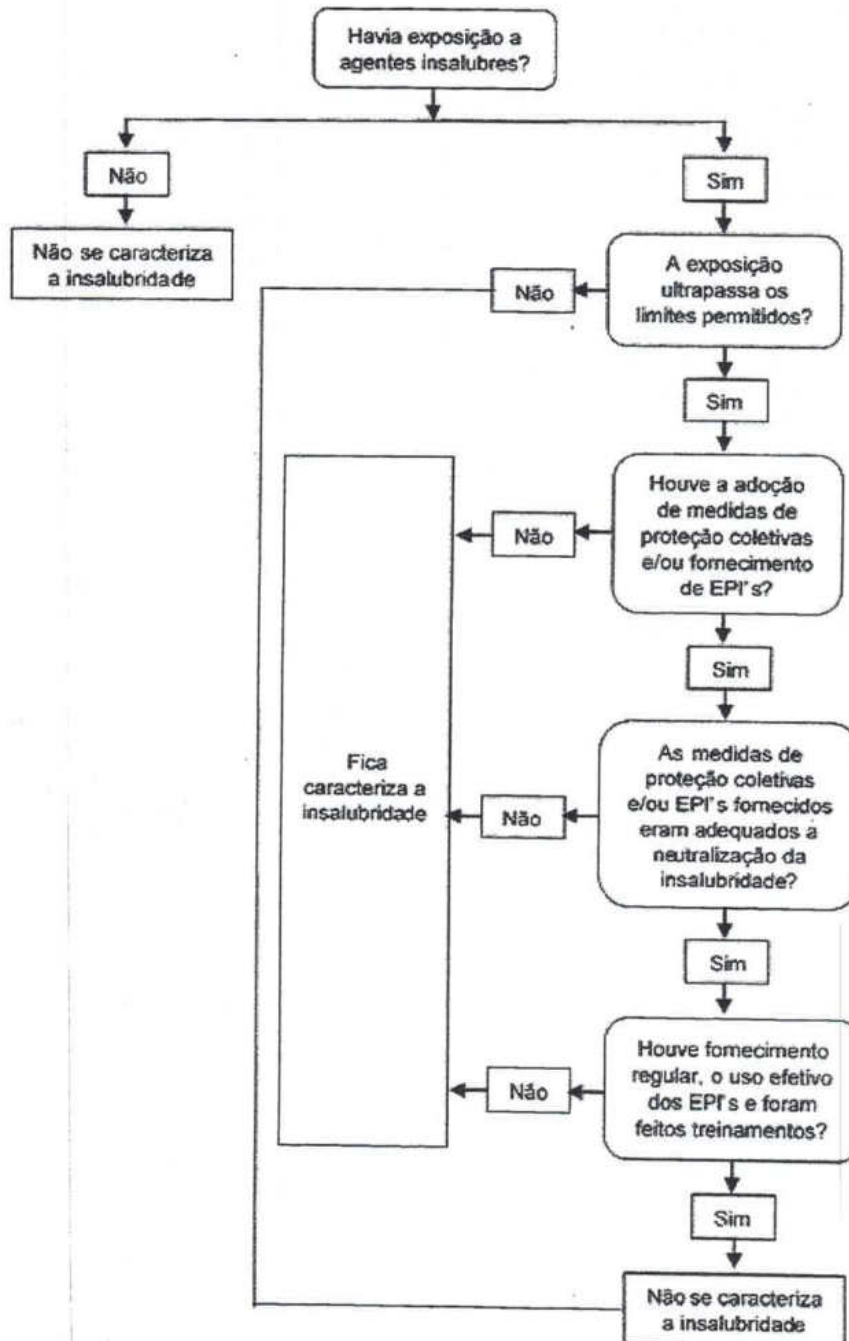 Havia exposição a
agentes insalubres?
Não
Sim
Não se caracteriza
a insalubridade
A exposição
ultrapassa os
limites permitidos?
Não
Sim
Houve a adoção
de medidas de
proteção coletivas
e/ou fornecimento
de EPI's?
Não
Sim
Fica
caracteriza a
insalubridade
As medidas de
proteção coletivas
e/ou EPI's fornecidos
eram adequados a
neutralização da
insalubridade?
Não
Sim
Houve fornecimento
regular, o uso efetivo
dos EPI's e foram
feitos treinamentos?
Não
Sim
Não se caracteriza
a insalubridade